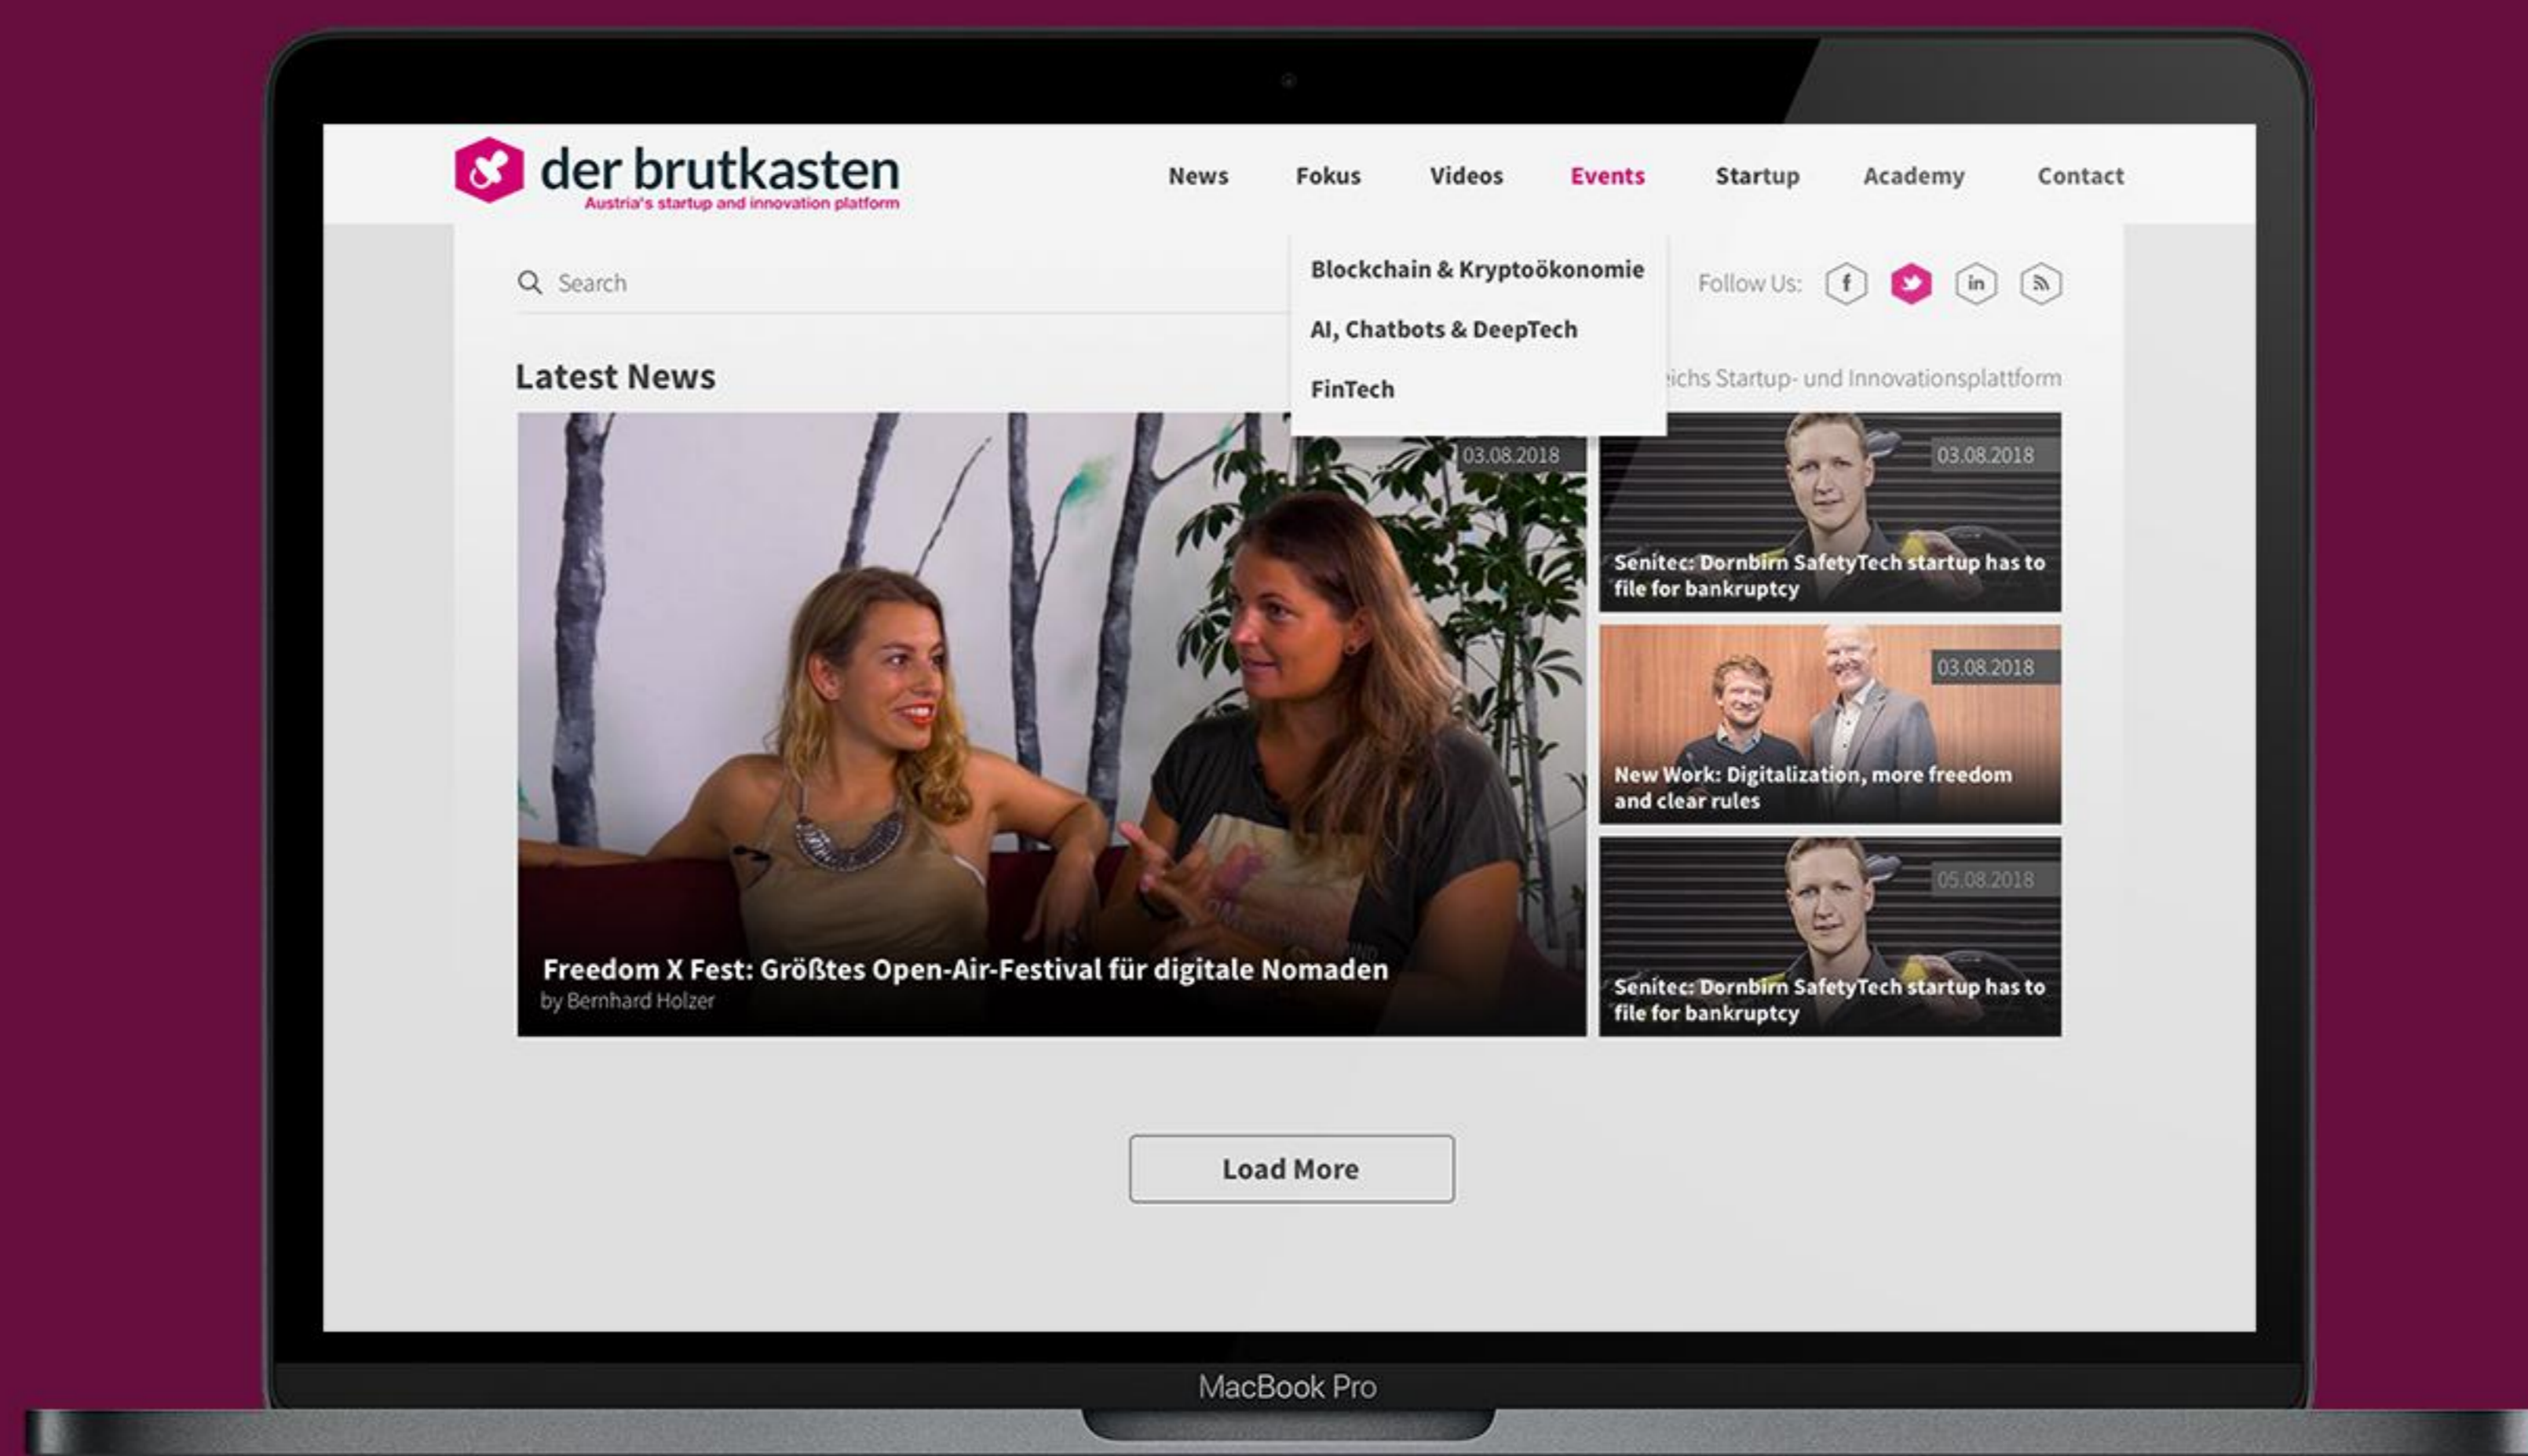 der brutkasten
Austria's startup and innovation platform
News Fokus Videos Events Startup Academy Contact
Search
Blockchain & Kryptoökonomie
AI, Chatbots & DeepTech
FinTech
Follow Us: f in
Latest News
ichs Startup- und Innovationsplattform
03.08.2018
Freedom X Fest: Größtes Open-Air-Festival für digitale Nomaden
by Bernhard Holzer
03.08.2018
Senitec: Dornbirn SafetyTech startup has to
file for bankruptcy
03.08.2018
New Work: Digitalization, more freedom
and clear rules
05.08.2018
Senitec: Dornbirn SafetyTech startup has to
file for bankruptcy
Load More
MacBook Pro